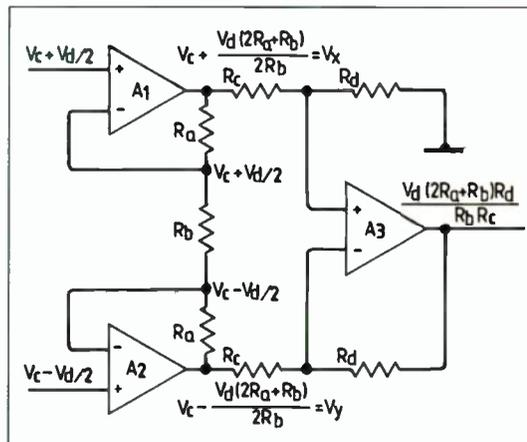 Vc+Vd/2
Vc + Vd(2Ra+Rb)/2Rb =Vx
+
A1
-
Rc
Rd
Ra
Vc+Vd/2
Rb
Vd(2Ra+Rb)Rd/RbRc
+
A3
-
Vc-Vd/2
-
A2
+
Ra
Rc
Rd
Vc-Vd/2
Vc- Vd(2Ra+Rb)/2Rb =Vy